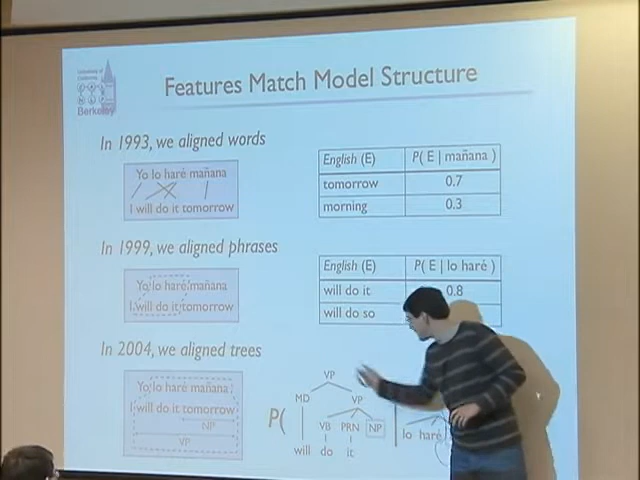 University of
California
Berkeley
Features Match Model Structure
In 1993, we aligned words
Yo lo haré mañana
I will do it tomorrow
English (E) P( E | mañana )
tomorrow 0.7
morning 0.3
In 1999, we aligned phrases
Yo lo haré mañana
I will do it tomorrow
English (E) P( E | lo haré )
will do it 0.8
will do so
In 2004, we aligned trees
Yo lo haré mañana
I will do it tomorrow
NP
VP
P(
VP
MD VP
VB PRN NP
will do it
lo haré